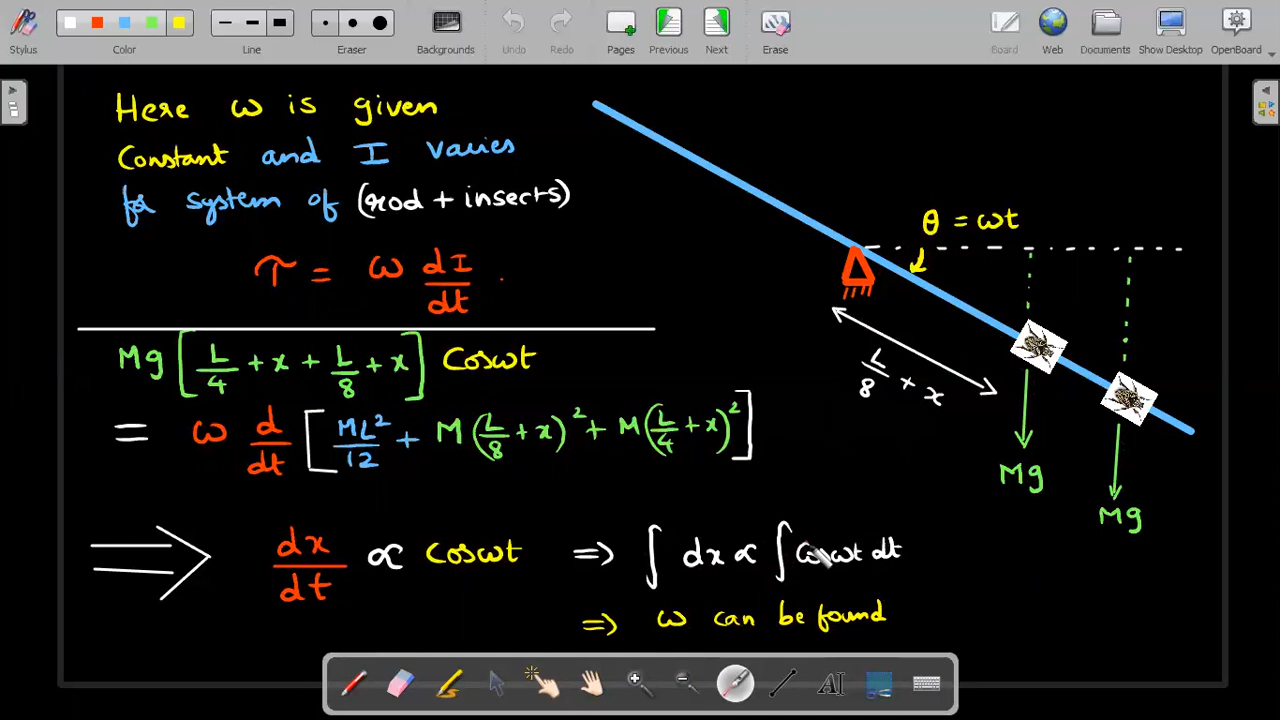 Stylus
Color
Line
Eraser
Backgrounds
Undo
Redo
Pages
Previous
Next
Erase
Board
Web
Documents
Show Desktop
OpenBoard
Here ω is given
Constant and I varies
for system of (rod + insects)
τ = ω dI/dt .
Mg [L/4 + x + L/8 + x] Cosωt
= ω d/dt [ML²/12 + M(L/8 + x)² + M(L/4 + x)²]
⇒ dx/dt ∝ Cosωt ⇒ ∫ dx ∝ ∫ Cosωt dt
⇒ ω can be found
θ = ωt
L/8 + x
Mg
Mg
AI